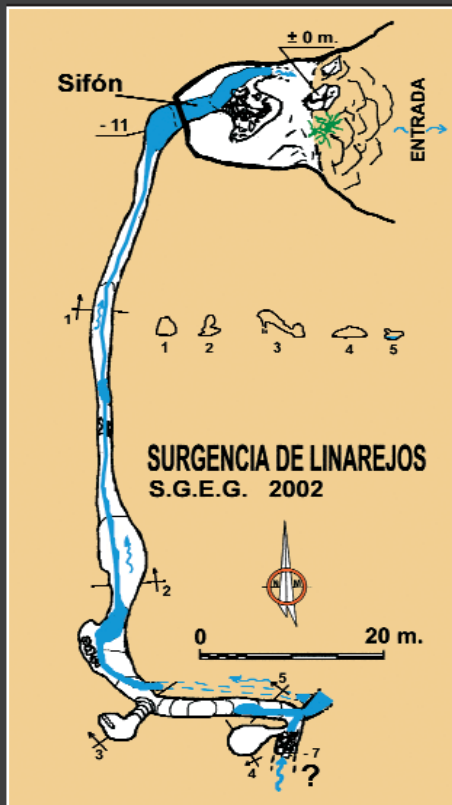 ± 0 m.
Sifón
- 11
ENTRADA
1
1 2 3 4 5
SURGENCIA DE LINAREJOS
S.G.E.G. 2002
N M
2
0 20 m.
5
3
4
- 7
?